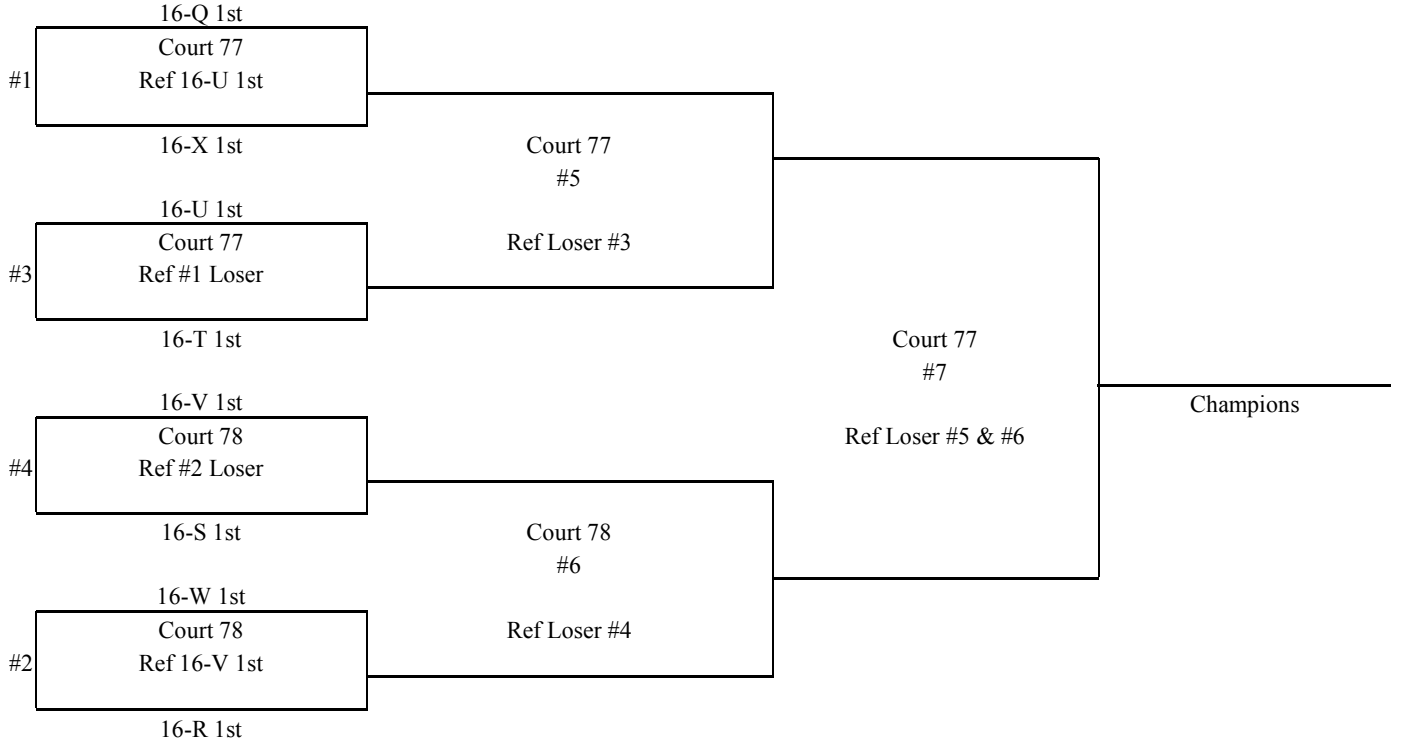 16-Q 1st
Court 77
#1
Ref 16-U 1st
16-X 1st
Court 77
#5
16-U 1st
Court 77
Ref Loser #3
#3
Ref #1 Loser
16-T 1st
Court 77
#7
16-V 1st
Champions
Court 78
Ref Loser #5 & #6
#4
Ref #2 Loser
16-S 1st
Court 78
#6
16-W 1st
Court 78
Ref Loser #4
#2
Ref 16-V 1st
16-R 1st